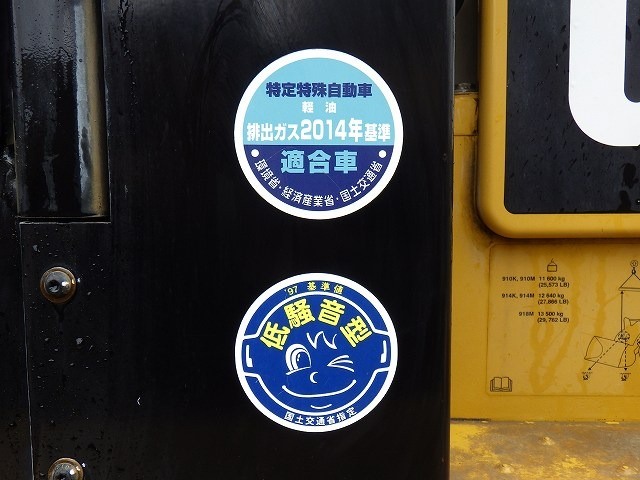 特定特殊自動車
軽油
排出ガス2014年基準
適合車
環境省・経済産業省・国土交通省
'97 基準値
低騒音型
国土交通省指定
910K, 910M 11 600 kg
(25,573 LB)
914K, 914M 12 640 kg
(27,866 LB)
918M 13 500 kg
(29,762 LB)